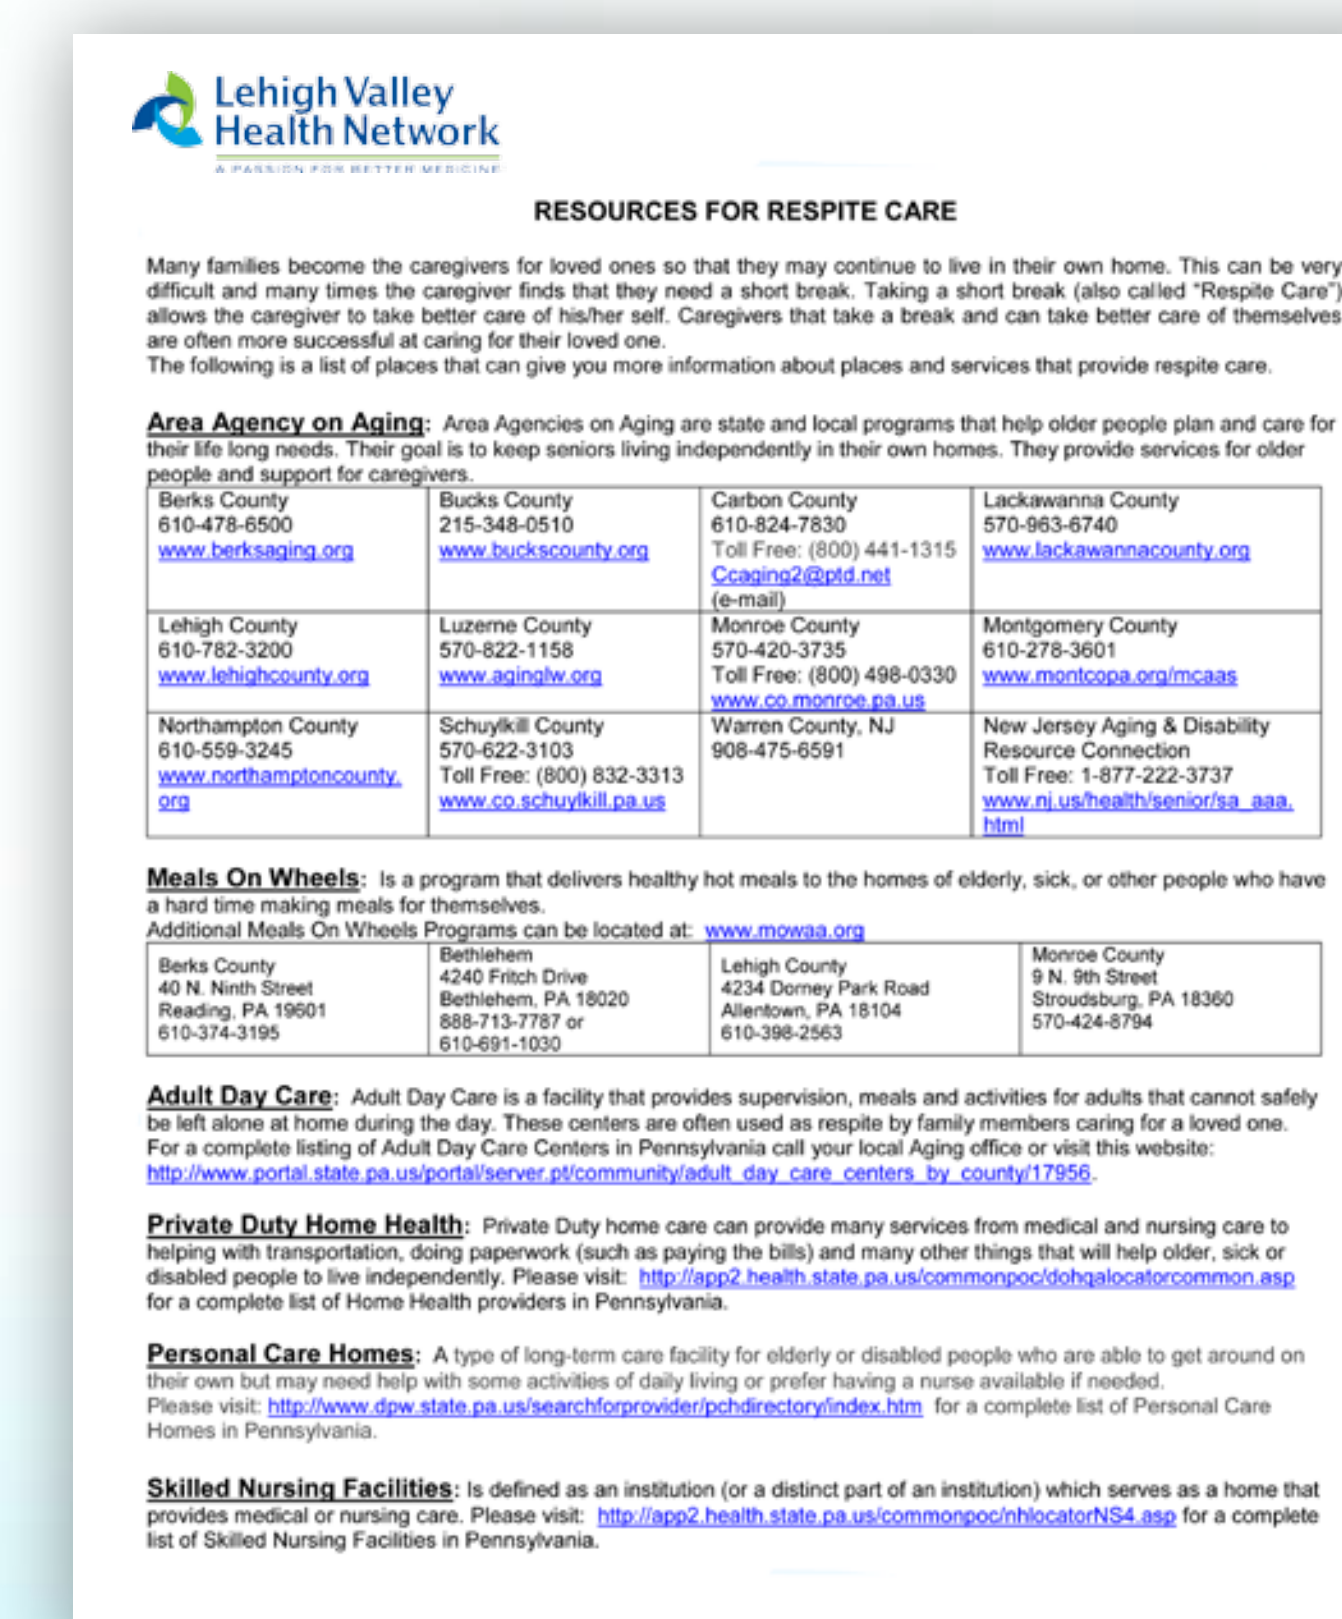 Lehigh Valley
Health Network
A PASSION FOR BETTER MEDICINE
RESOURCES FOR RESPITE CARE
Many families become the caregivers for loved ones so that they may continue to live in their own home. This can be very
difficult and many times the caregiver finds that they need a short break. Taking a short break (also called “Respite Care”)
allows the caregiver to take better care of his/her self. Caregivers that take a break and can take better care of themselves
are often more successful at caring for their loved one.
The following is a list of places that can give you more information about places and services that provide respite care.
Area Agency on Aging: Area Agencies on Aging are state and local programs that help older people plan and care for
their life long needs. Their goal is to keep seniors living independently in their own homes. They provide services for older
people and support for caregivers.
Berks County
610-478-6500
www.berksaging.org
Bucks County
215-348-0510
www.buckscounty.org
Carbon County
610-824-7830
Toll Free: (800) 441-1315
Ccaging2@ptd.net
(e-mail)
Lackawanna County
570-963-6740
www.lackawannacounty.org
Lehigh County
610-782-3200
www.lehighcounty.org
Luzerne County
570-822-1158
www.aginglw.org
Monroe County
570-420-3735
Toll Free: (800) 498-0330
www.co.monroe.pa.us
Montgomery County
610-278-3601
www.montcopa.org/mcaas
Northampton County
610-559-3245
www.northamptoncounty.
org
Schuylkill County
570-622-3103
Toll Free: (800) 832-3313
www.co.schuylkill.pa.us
Warren County, NJ
908-475-6591
New Jersey Aging & Disability
Resource Connection
Toll Free: 1-877-222-3737
www.nj.us/health/senior/sa_aaa.
html
Meals On Wheels: Is a program that delivers healthy hot meals to the homes of elderly, sick, or other people who have
a hard time making meals for themselves.
Additional Meals On Wheels Programs can be located at: www.mowaa.org
Berks County
40 N. Ninth Street
Reading, PA 19601
610-374-3195
Bethlehem
4240 Fritch Drive
Bethlehem, PA 18020
888-713-7787 or
610-691-1030
Lehigh County
4234 Dorney Park Road
Allentown, PA 18104
610-398-2563
Monroe County
9 N. 9th Street
Stroudsburg, PA 18360
570-424-8794
Adult Day Care: Adult Day Care is a facility that provides supervision, meals and activities for adults that cannot safely
be left alone at home during the day. These centers are often used as respite by family members caring for a loved one.
For a complete listing of Adult Day Care Centers in Pennsylvania call your local Aging office or visit this website:
http://www.portal.state.pa.us/portal/server.pt/community/adult_day_care_centers_by_county/17956.
Private Duty Home Health: Private Duty home care can provide many services from medical and nursing care to
helping with transportation, doing paperwork (such as paying the bills) and many other things that will help older, sick or
disabled people to live independently. Please visit: http://app2.health.state.pa.us/commonpoc/dohqalocatorcommon.asp
for a complete list of Home Health providers in Pennsylvania.
Personal Care Homes: A type of long-term care facility for elderly or disabled people who are able to get around on
their own but may need help with some activities of daily living or prefer having a nurse available if needed.
Please visit: http://www.dpw.state.pa.us/searchforprovider/pchdirectory/index.htm for a complete list of Personal Care
Homes in Pennsylvania.
Skilled Nursing Facilities: Is defined as an institution (or a distinct part of an institution) which serves as a home that
provides medical or nursing care. Please visit: http://app2.health.state.pa.us/commonpoc/nhlocatorNS4.asp for a complete
list of Skilled Nursing Facilities in Pennsylvania.